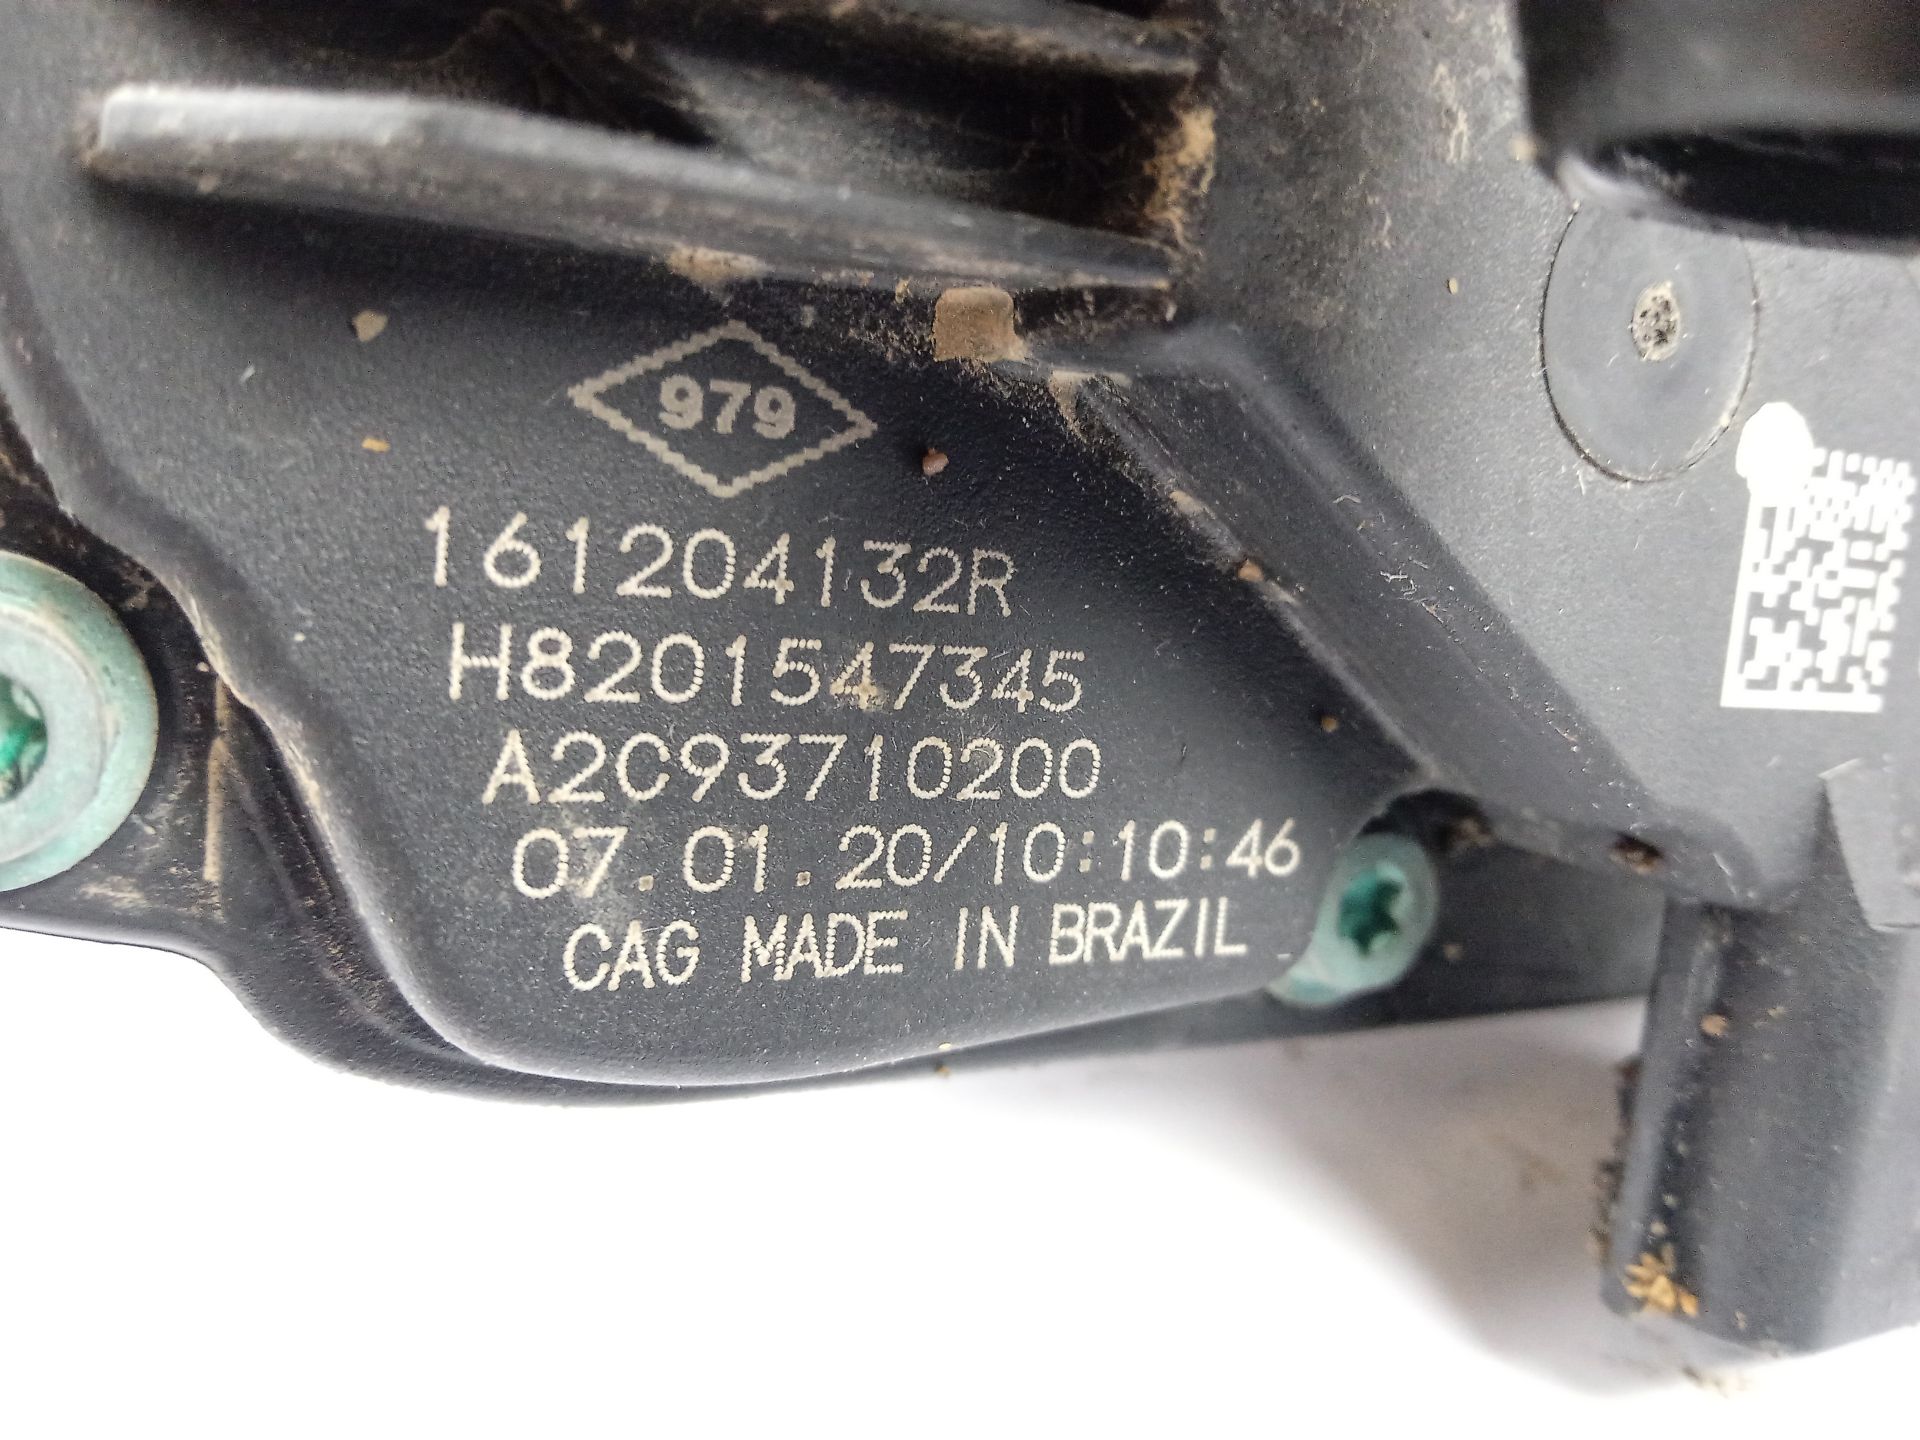 979
161204132R
H8201547345
A2C93710200
07.01.20/10:10:46
CAG MADE IN BRAZIL